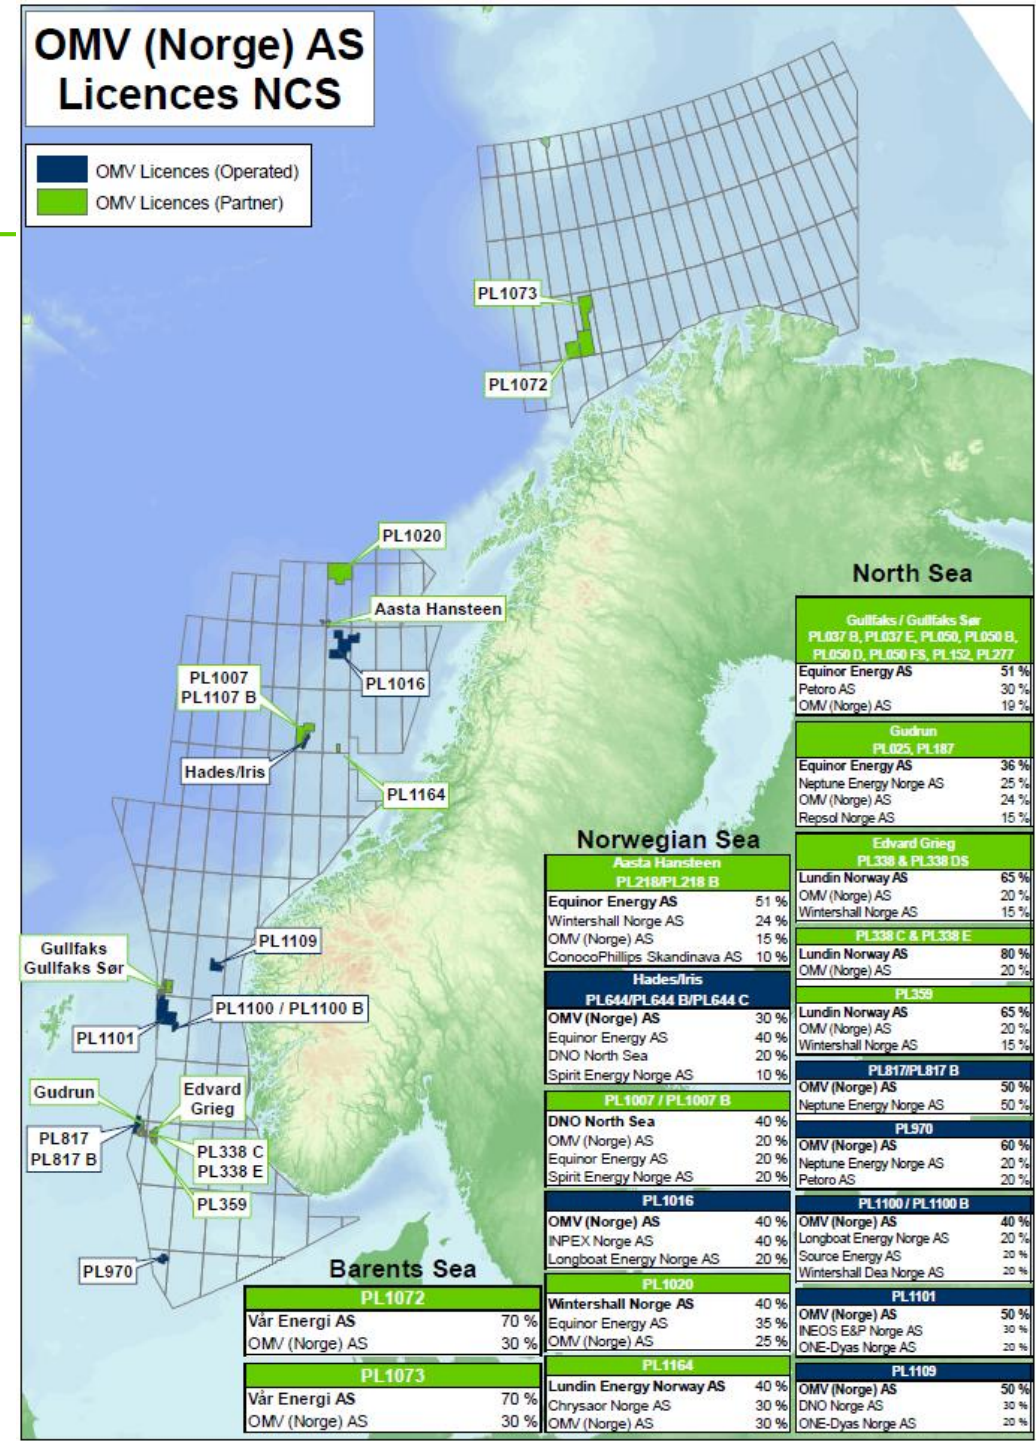 OMV (Norge) AS
Licences NCS
OMV Licences (Operated)
OMV Licences (Partner)
PL1073
PL1072
PL1020
Aasta Hansteen
PL1016
PL1007
PL1107 B
Hades/Iris
PL1164
PL1109
Gullfaks
Gullfaks Sør
PL1100 / PL1100 B
PL1101
Gudrun
Edvard
Grieg
PL817
PL817 B
PL338 C
PL338 E
PL359
PL970
Barents Sea
PL1072
Vår Energi AS 70 %
OMV (Norge) AS 30 %
PL1073
Vår Energi AS 70 %
OMV (Norge) AS 30 %
Norwegian Sea
Aasta Hansteen
PL218/PL218 B
Equinor Energy AS 51 %
Wintershall Norge AS 24 %
OMV (Norge) AS 15 %
ConocoPhillips Skandinava AS 10 %
Hades/Iris
PL644/PL644 B/PL644 C
OMV (Norge) AS 30 %
Equinor Energy AS 40 %
DNO North Sea 20 %
Spirit Energy Norge AS 10 %
PL1007 / PL1007 B
DNO North Sea 40 %
OMV (Norge) AS 20 %
Equinor Energy AS 20 %
Spirit Energy Norge AS 20 %
PL1016
OMV (Norge) AS 40 %
INPEX Norge AS 40 %
Longboat Energy Norge AS 20 %
PL1020
Wintershall Norge AS 40 %
Equinor Energy AS 35 %
OMV (Norge) AS 25 %
PL1164
Lundin Energy Norway AS 40 %
Chrysaor Norge AS 30 %
OMV (Norge) AS 30 %
North Sea
Gullfaks / Gullfaks Sør
PL037 B, PL037 E, PL050, PL050 B,
PL050 D, PL050 FS, PL152, PL277
Equinor Energy AS 51 %
Petoro AS 30 %
OMV (Norge) AS 19 %
Gudrun
PL025, PL187
Equinor Energy AS 36 %
Neptune Energy Norge AS 25 %
OMV (Norge) AS 24 %
Repsol Norge AS 15 %
Edvard Grieg
PL338 & PL338 DS
Lundin Norway AS 65 %
OMV (Norge) AS 20 %
Wintershall Norge AS 15 %
PL338 C & PL338 E
Lundin Norway AS 80 %
OMV (Norge) AS 20 %
PL359
Lundin Norway AS 65 %
OMV (Norge) AS 20 %
Wintershall Norge AS 15 %
PL817/PL817 B
OMV (Norge) AS 50 %
Neptune Energy Norge AS 50 %
PL970
OMV (Norge) AS 60 %
Neptune Energy Norge AS 20 %
Petoro AS 20 %
PL1100 / PL1100 B
OMV (Norge) AS 40 %
Longboat Energy Norge AS 20 %
Source Energy AS 20 %
Wintershall Dea Norge AS 20 %
PL1101
OMV (Norge) AS 50 %
INEOS E&P Norge AS 30 %
ONE-Dyas Norge AS 20 %
PL1109
OMV (Norge) AS 50 %
DNO Norge AS 30 %
ONE-Dyas Norge AS 20 %